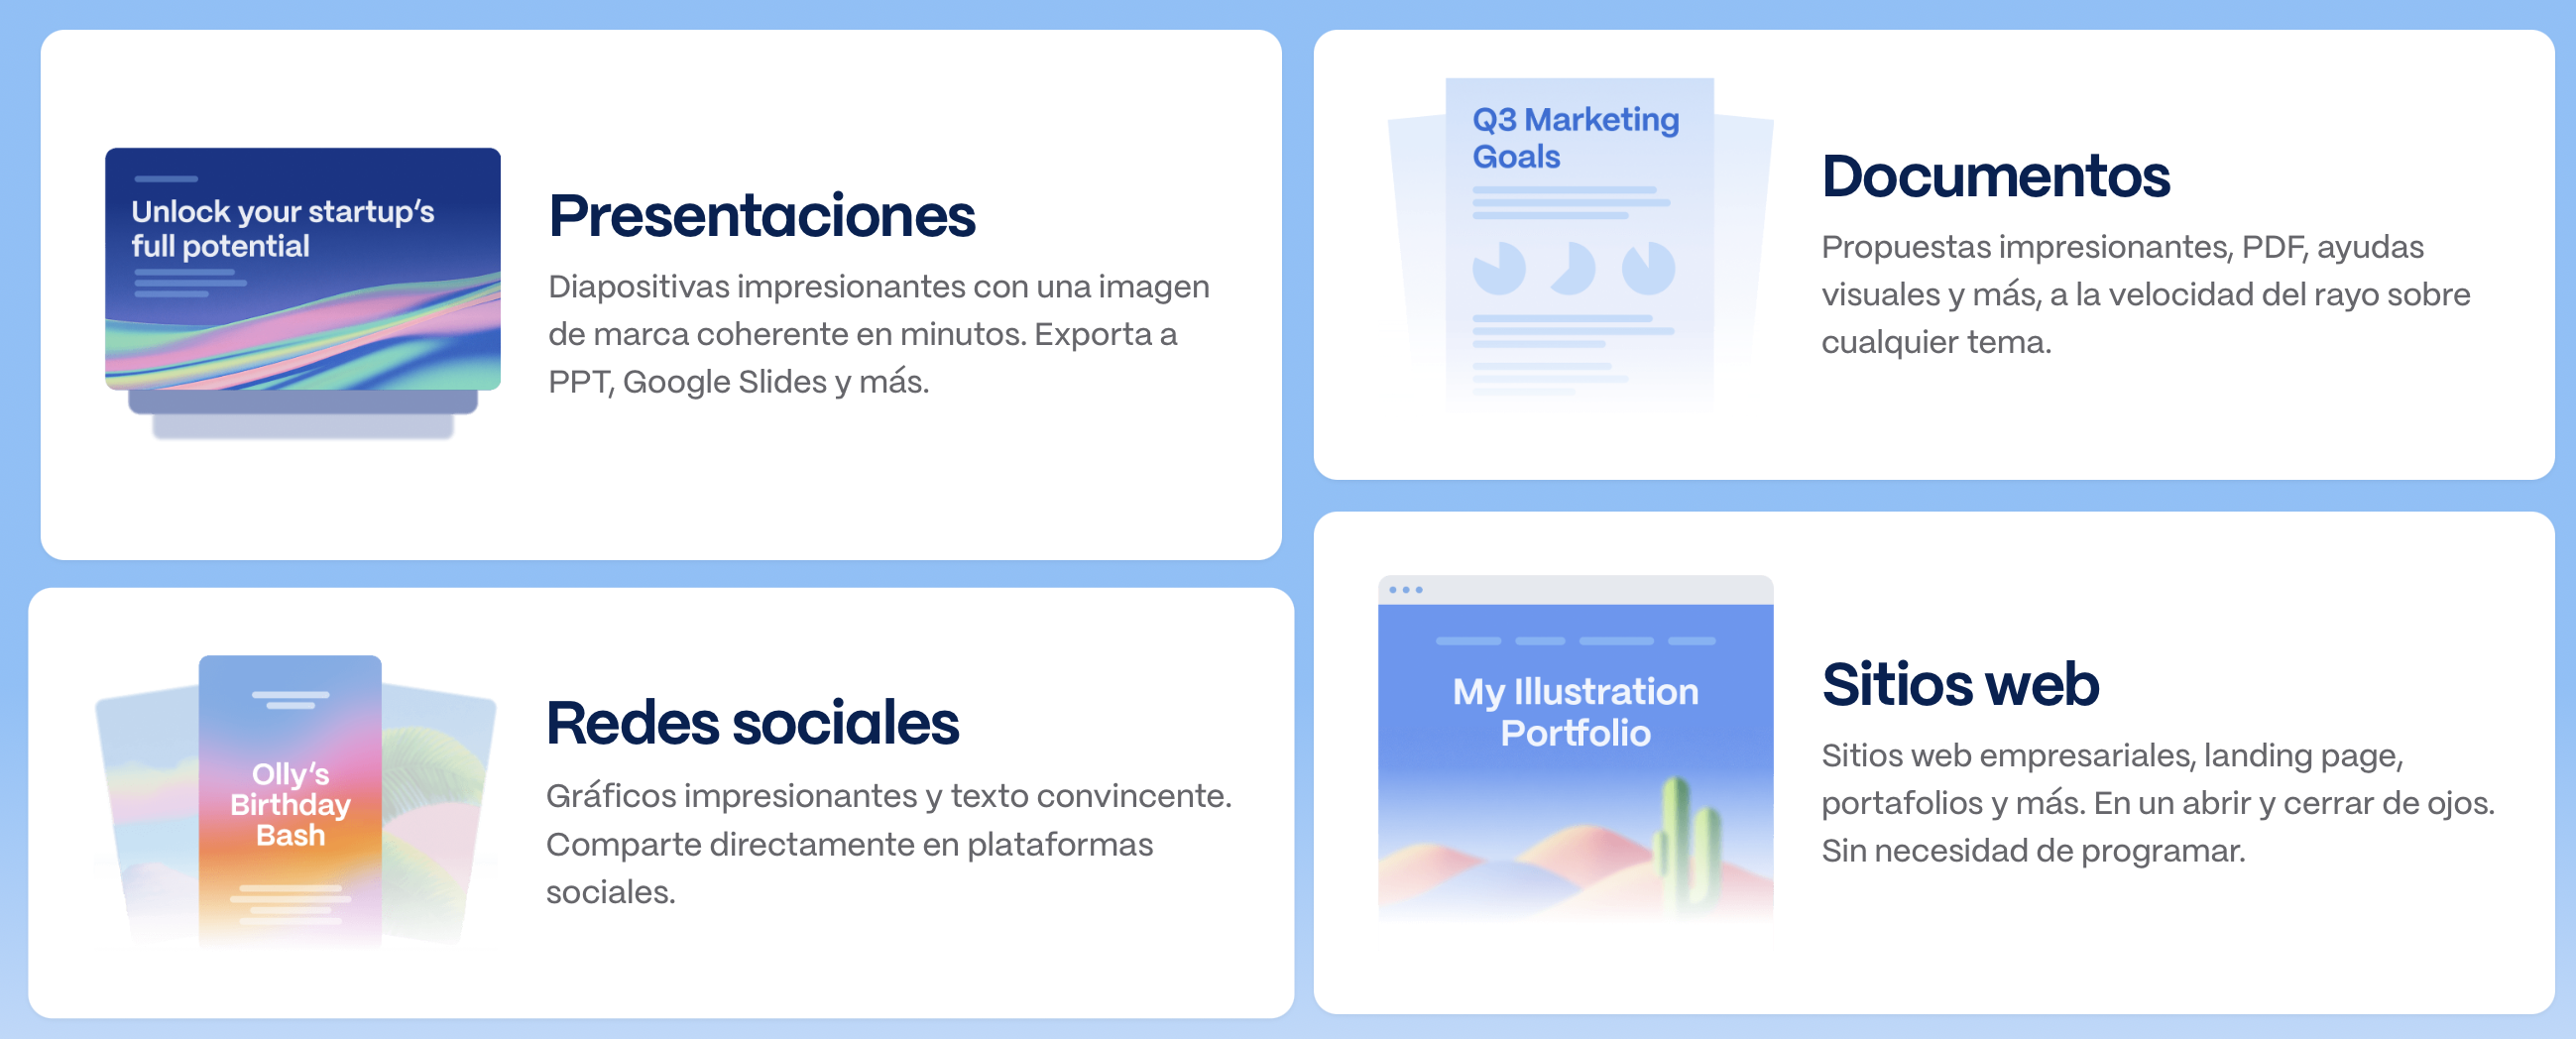 Unlock your startup’s
full potential
Presentaciones
Diapositivas impresionantes con una imagen
de marca coherente en minutos. Exporta a
PPT, Google Slides y más.
Q3 Marketing
Goals
Documentos
Propuestas impresionantes, PDF, ayudas
visuales y más, a la velocidad del rayo sobre
cualquier tema.
Olly’s
Birthday
Bash
Redes sociales
Gráficos impresionantes y texto convincente.
Comparte directamente en plataformas
sociales.
My Illustration
Portfolio
Sitios web
Sitios web empresariales, landing page,
portafolios y más. En un abrir y cerrar de ojos.
Sin necesidad de programar.